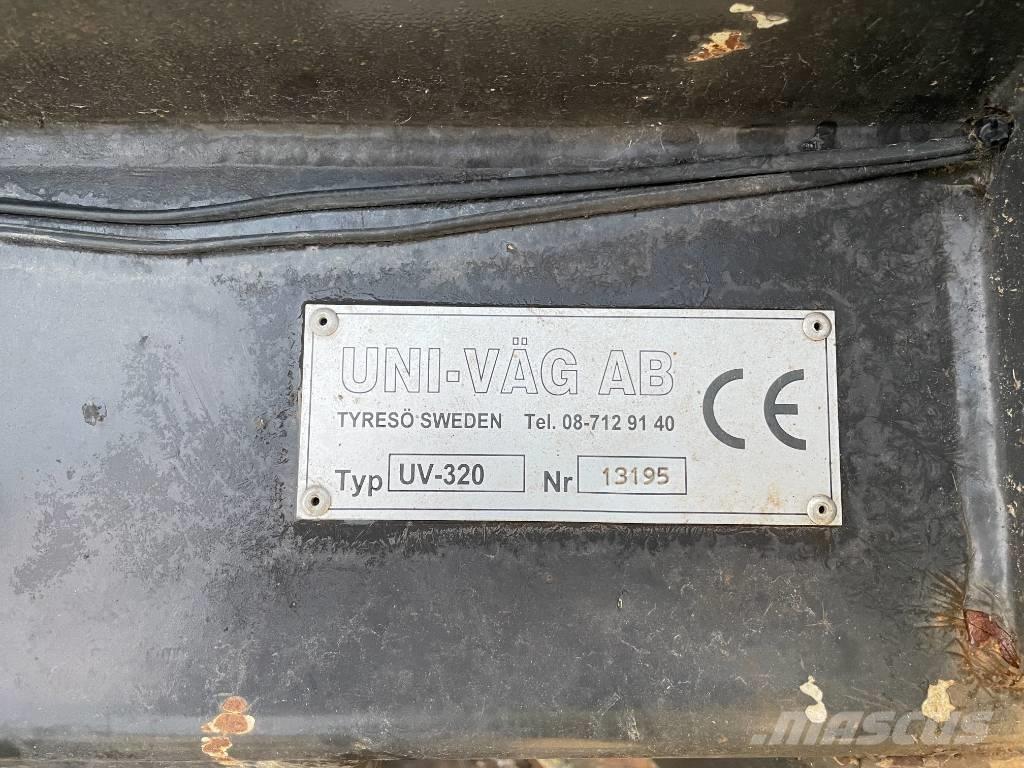 UNI-VÄG AB
TYRESÖ SWEDEN Tel. 08-712 91 40
CE
Typ UV-320 Nr 13195
MASCUS